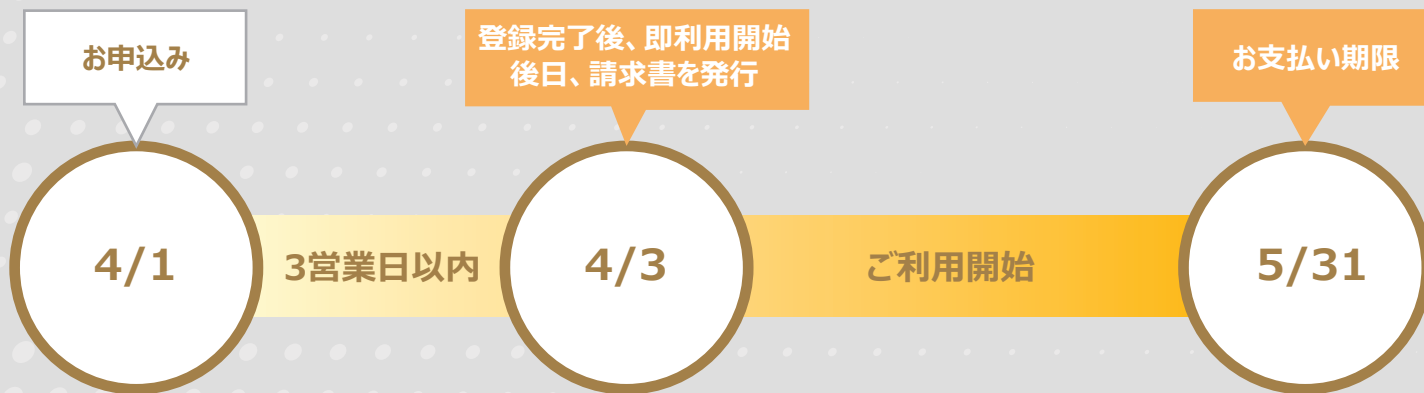 お申込み
登録完了後、即利用開始
後日、請求書を発行
お支払い期限
4/1
3営業日以内
4/3
ご利用開始
5/31